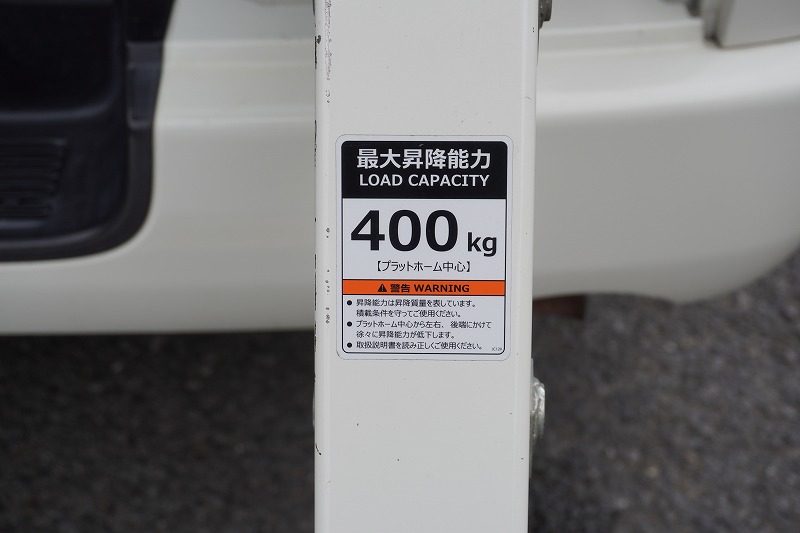 最大昇降能力
LOAD CAPACITY
400 kg
【プラットホーム中心】
警告 WARNING
● 昇降能力は昇降質量を表しています。
積載条件を守ってご使用ください。
● プラットホーム中心から左右、後端にかけて
徐々に昇降能力が低下します。
● 取扱説明書を読み正しくご使用ください。